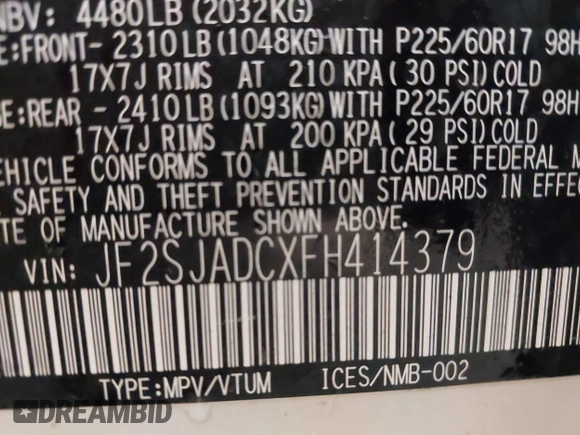 NBV: 4480LB (2032KG)
E:FRONT- 2310LB(1048KG)WITH P225/60R17 98H
17X7J RIMS AT 210 KPA(30 PSI)COLD
E:REAR - 2410LB(1093KG)WITH P225/60R17 98H
17X7J RIMS AT 200 KPA(29 PSI)COLD
EHICLE CONFORMS TO ALL APPLICABLE FEDERAL M
SAFETY AND THEFT PREVENTION STANDARDS IN EFFE
TE OF MANUFACTURE SHOWN ABOVE.
VIN: JF2SJADCXFH414379
TYPE:MPV/VTUM ICES/NMB-002
DREAMBID